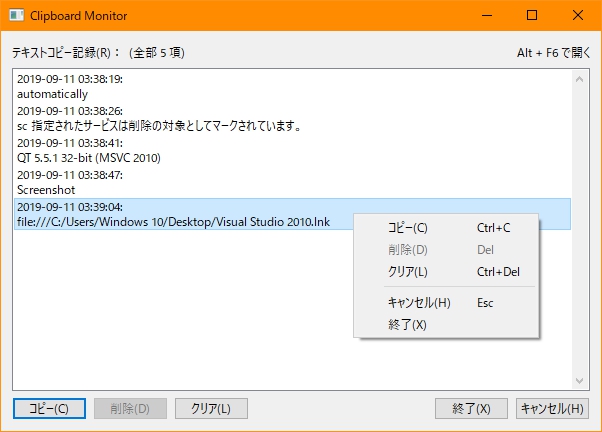 Clipboard Monitor
テキストコピー記録(R)： (全部 5 項)
Alt + F6 で開く
2019-09-11 03:38:19:
automatically
2019-09-11 03:38:26:
sc 指定されたサービスは削除の対象としてマークされています。
2019-09-11 03:38:41:
QT 5.5.1 32-bit (MSVC 2010)
2019-09-11 03:38:47:
Screenshot
2019-09-11 03:39:04:
file:///C:/Users/Windows 10/Desktop/Visual Studio 2010.lnk
コピー(C) Ctrl+C
削除(D) Del
クリア(L) Ctrl+Del
キャンセル(H) Esc
終了(X)
コピー(C) 削除(D) クリア(L) 終了(X) キャンセル(H)